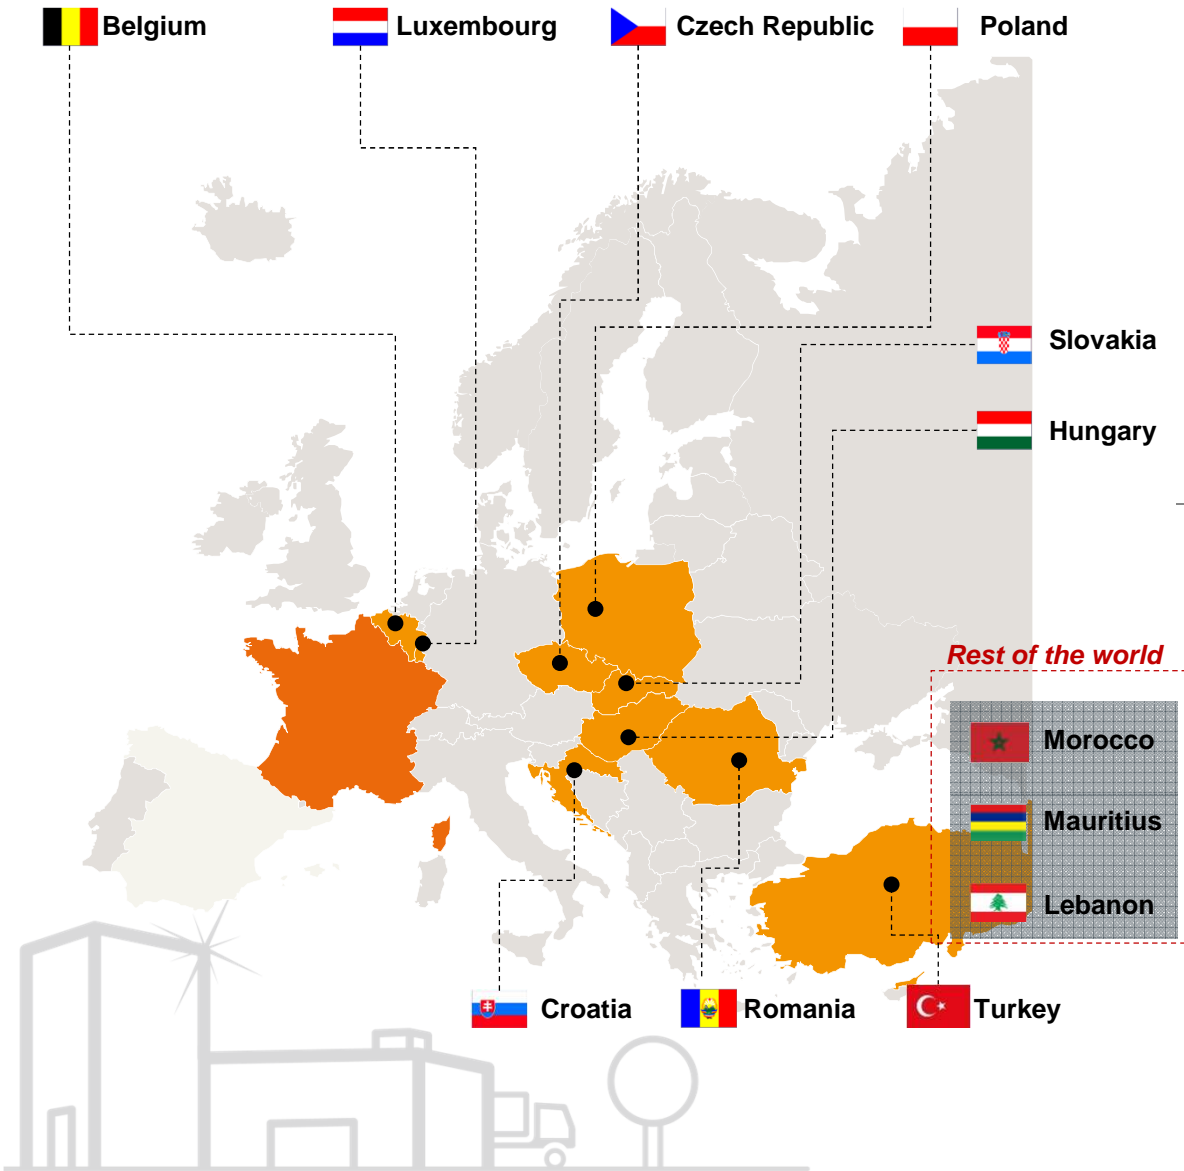 Belgium
Luxembourg
Czech Republic
Poland
Slovakia
Hungary
Rest of the world
Morocco
Mauritius
Lebanon
Croatia
Romania
Turkey